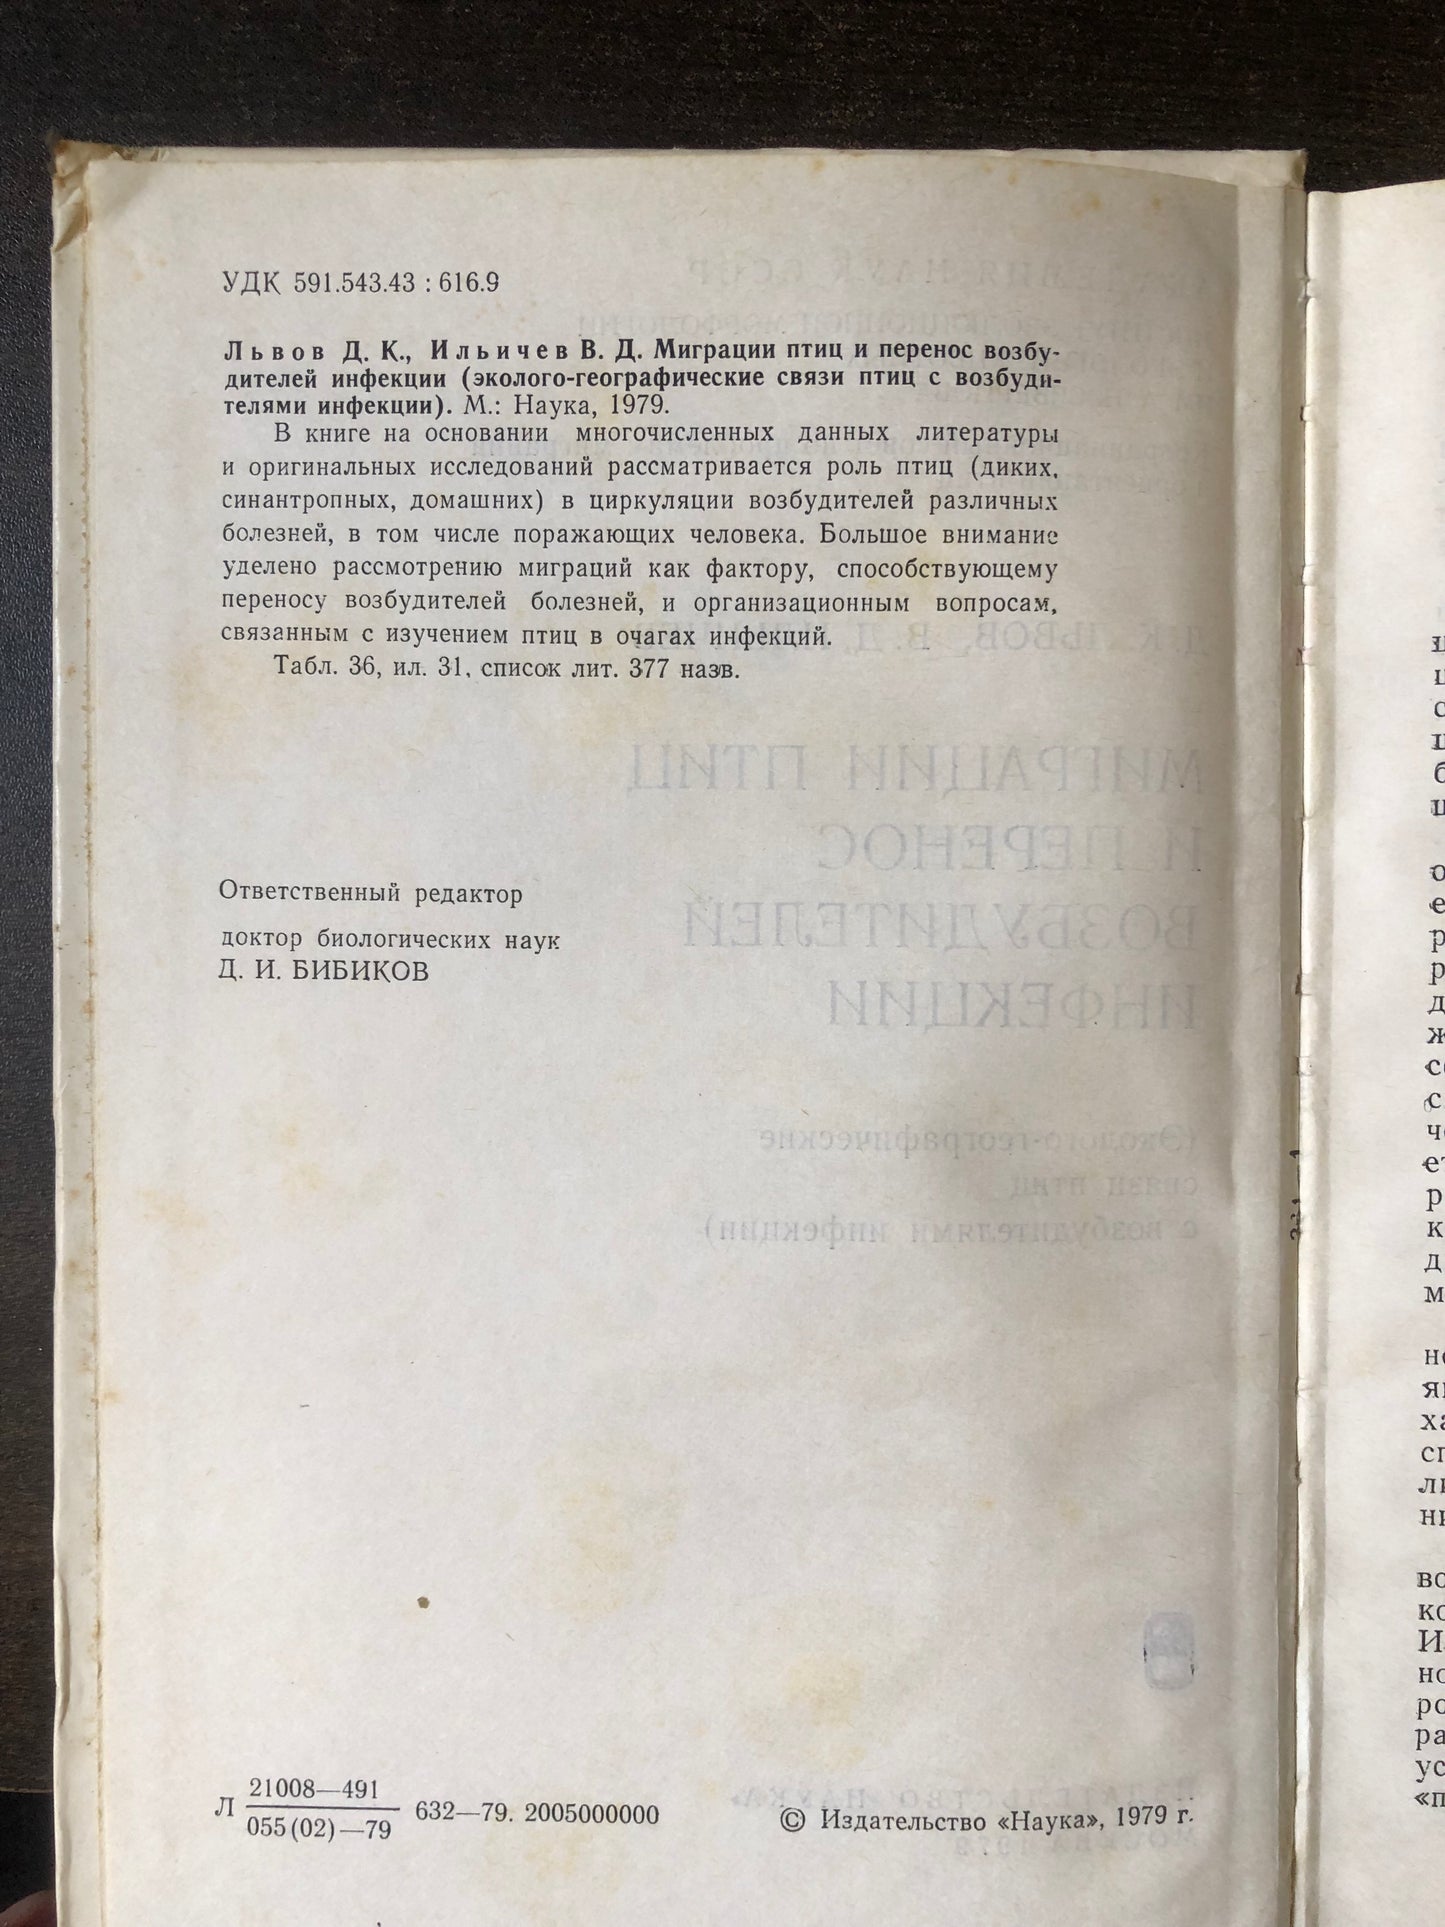 УДК 591.543.43 : 616.9
Львов Д. К., Ильичев В. Д. Миграции птиц и перенос возбу-
дителей инфекции (эколого-географические связи птиц с возбуди-
телями инфекции). М.: Наука, 1979.
В книге на основании многочисленных данных литературы
и оригинальных исследований рассматривается роль птиц (диких,
синантропных, домашних) в циркуляции возбудителей различных
болезней, в том числе поражающих человека. Большое внимание
уделено рассмотрению миграций как фактору, способствующему
переносу возбудителей болезней, и организационным вопросам,
связанным с изучением птиц в очагах инфекций.
Табл. 36, ил. 31, список лит. 377 назв.
Ответственный редактор
доктор биологических наук
Д. И. БИБИКОВ
Л 21008—491
055(02)—79 632—79. 2005000000
© Издательство «Наука», 1979 г.